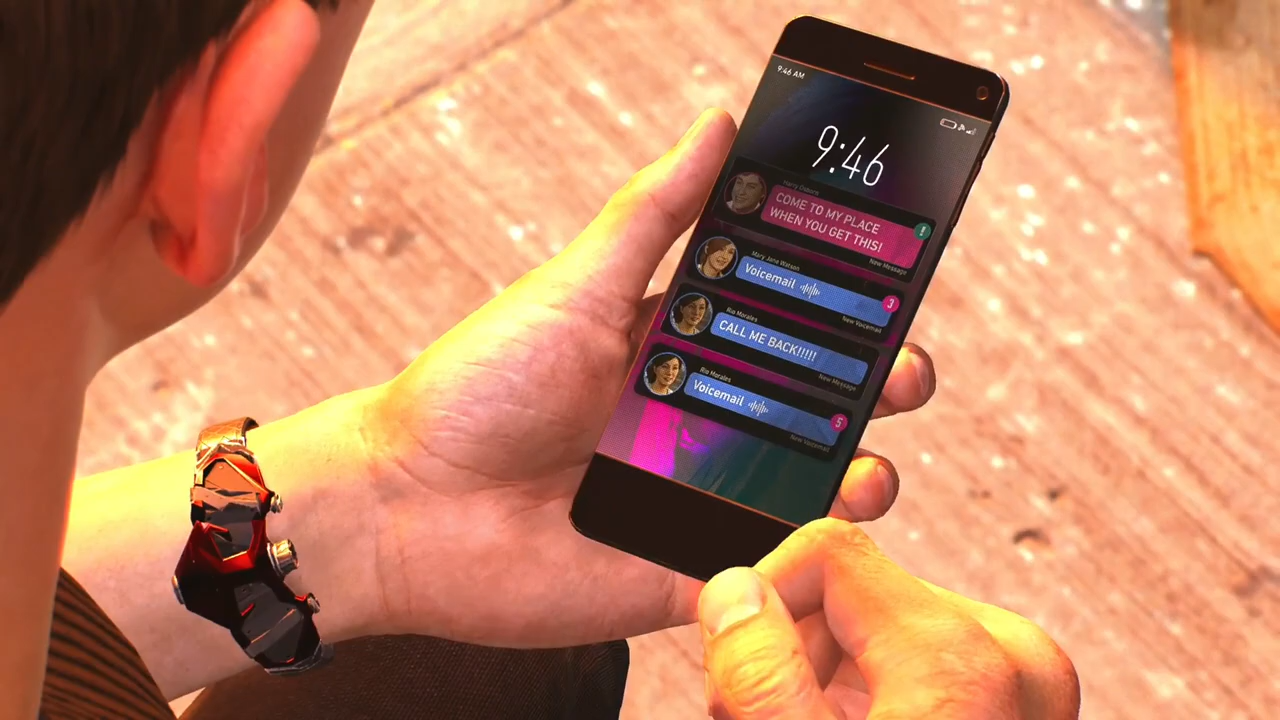 9:46 AM
9:46
Harry Osborn
COME TO MY PLACE
WHEN YOU GET THIS!
!
New Message
Mary Jane Watson
Voicemail
3
New Voicemail
Rio Morales
CALL ME BACK!!!!!
New Message
Rio Morales
Voicemail
5
New Voicemail